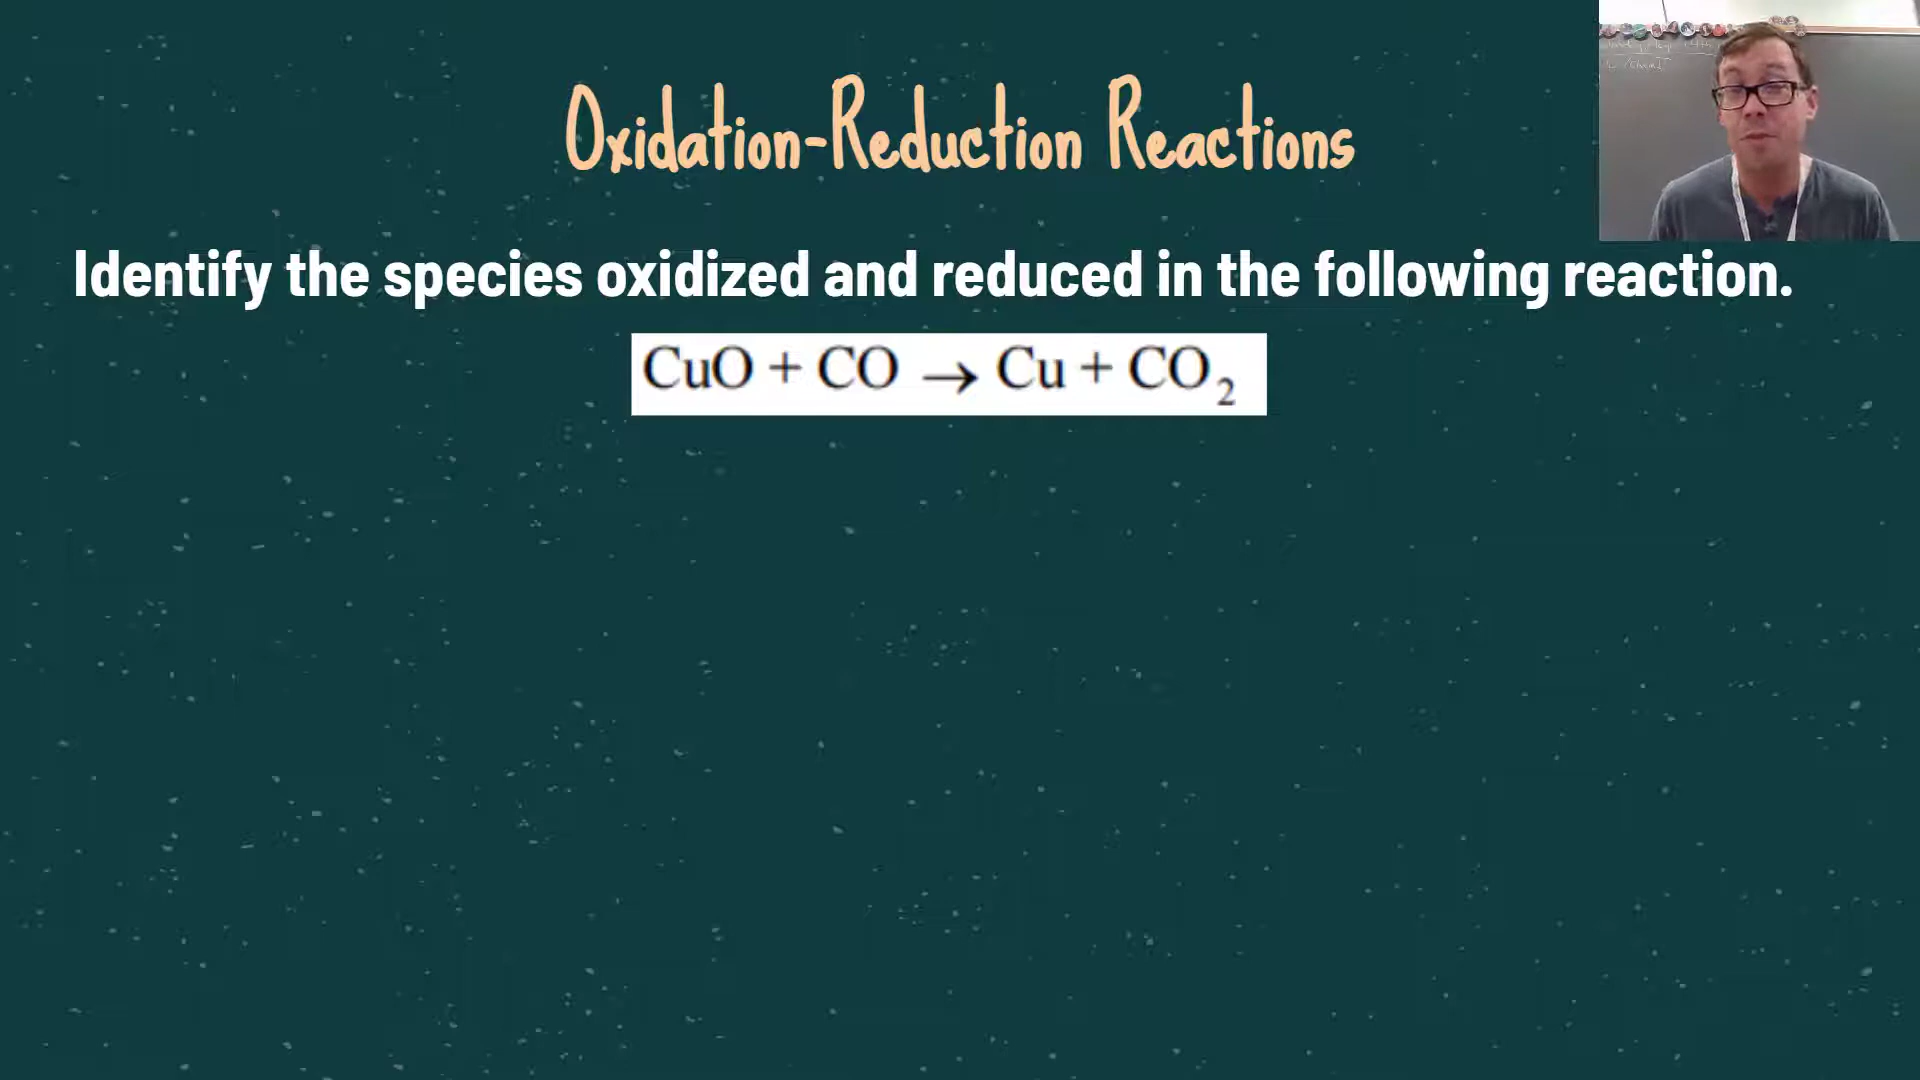 Oxidation-Reduction Reactions
Identify the species oxidized and reduced in the following reaction.
CuO + CO → Cu + CO₂